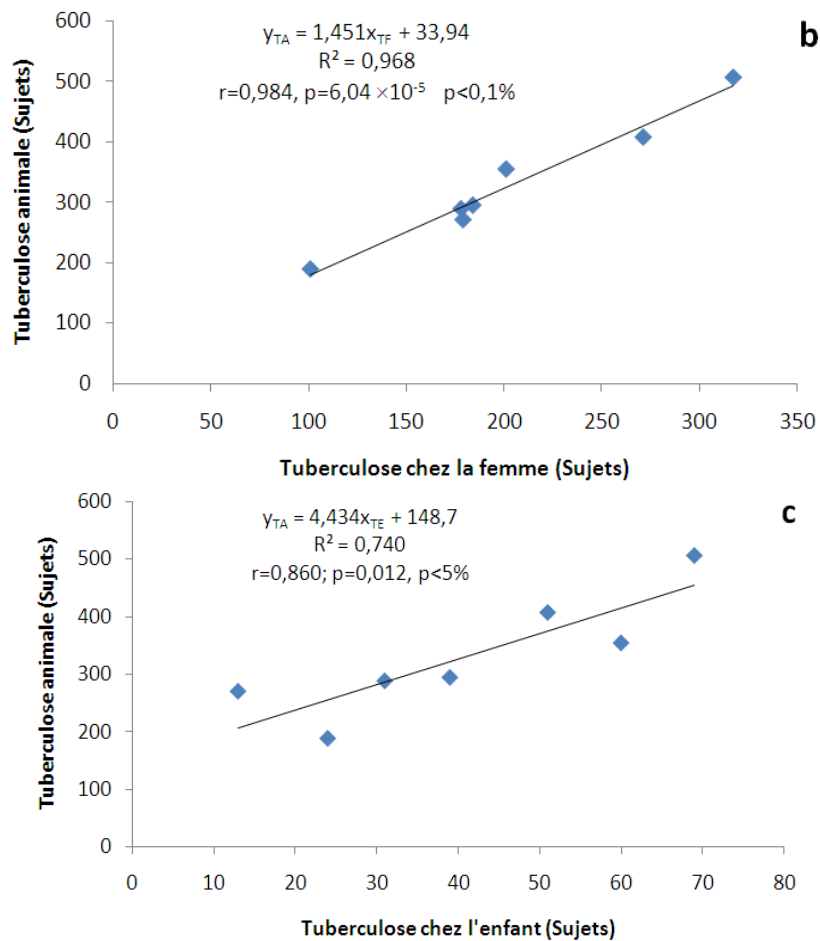 b
y_TA = 1,451x_TF + 33,94
R² = 0,968
r=0,984, p=6,04 ×10⁻⁵ p<0,1%
600
500
400
300
200
100
0
0 50 100 150 200 250 300 350
Tuberculose animale (Sujets)
Tuberculose chez la femme (Sujets)
c
y_TA = 4,434x_TE + 148,7
R² = 0,740
r=0,860; p=0,012, p<5%
600
500
400
300
200
100
0
0 10 20 30 40 50 60 70 80
Tuberculose animale (Sujets)
Tuberculose chez l'enfant (Sujets)